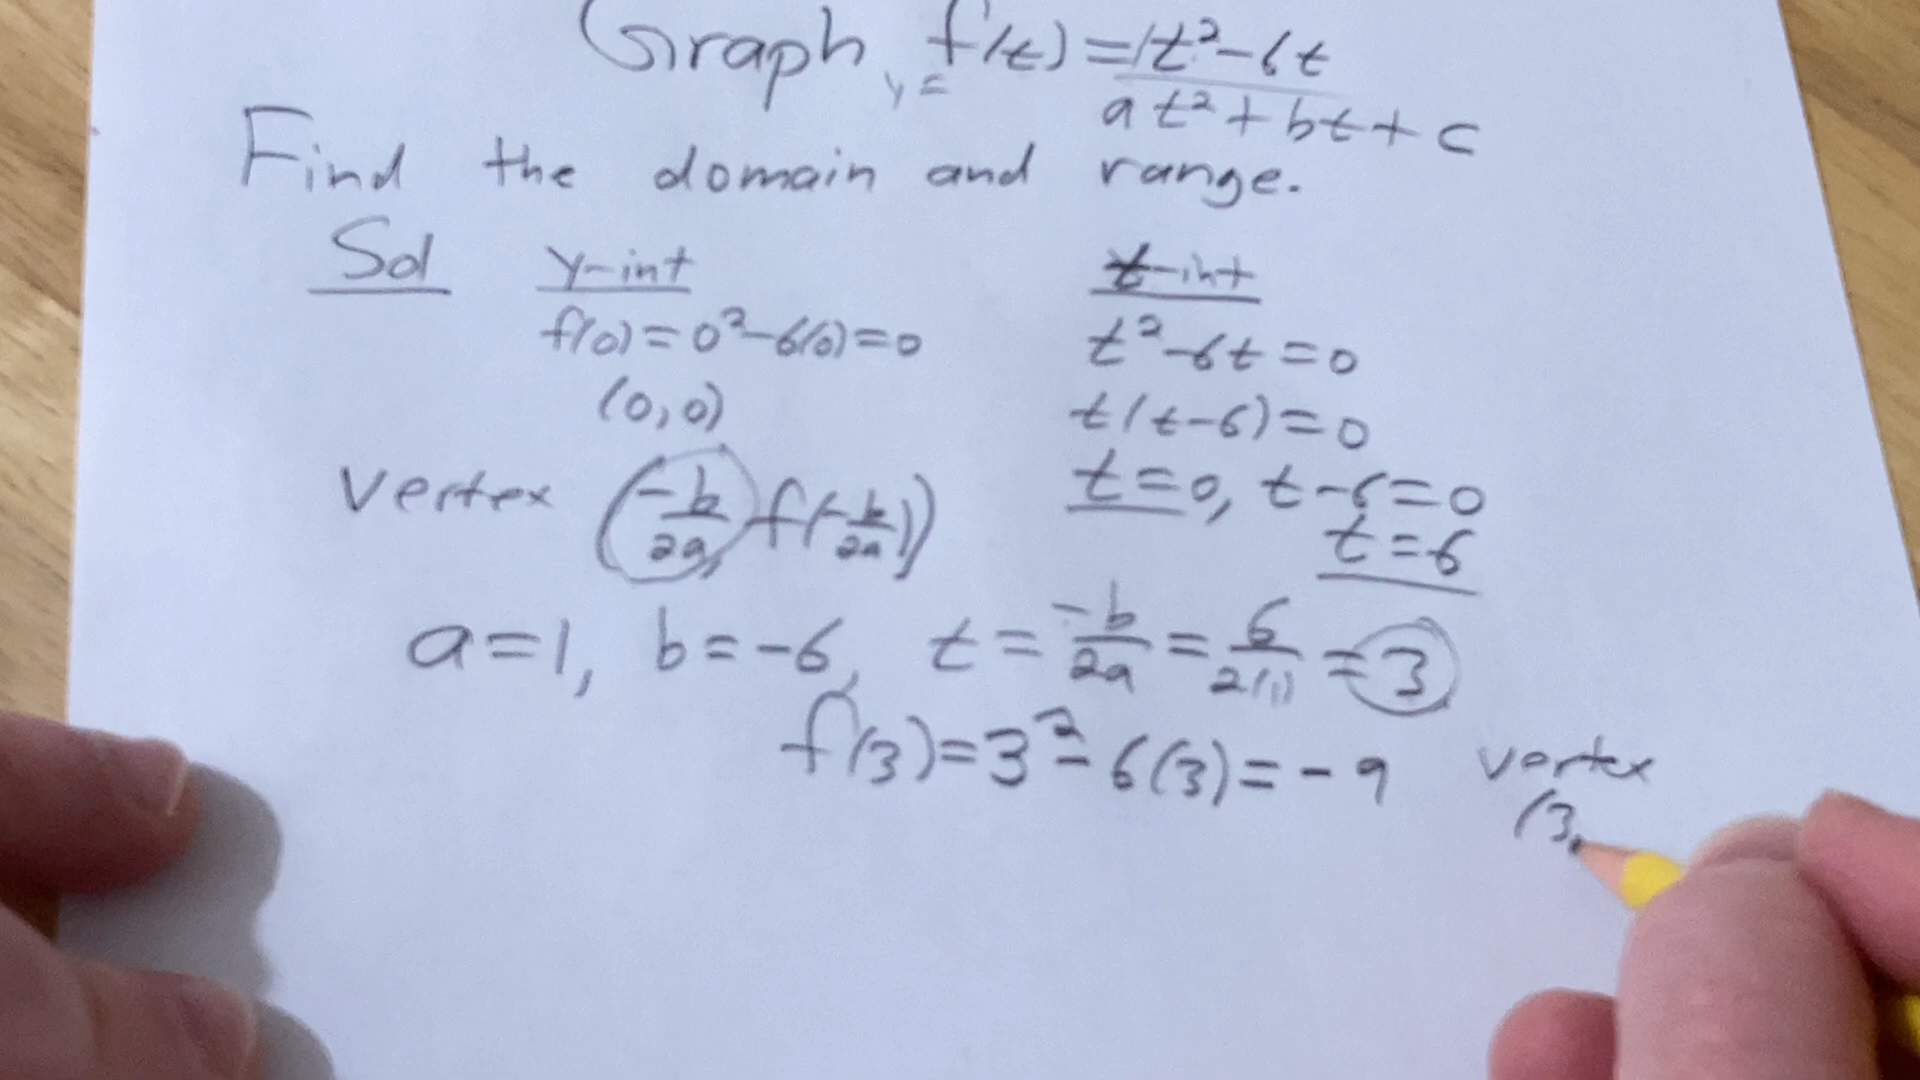 Graph f(t) = 1t²-6t
y =
at²+bt+c
Find the domain and range.
Sol
y-int
f(0)=0²-6(0)=0
(0,0)
t-int
t²-6t=0
t(t-6)=0
t=0, t-6=0
t=6
vertex (-b/2a, f(-b/2a))
a=1, b=-6, t=-b/2a=6/2(1)=3
f(3)=3²-6(3)=-9
vertex
(3,